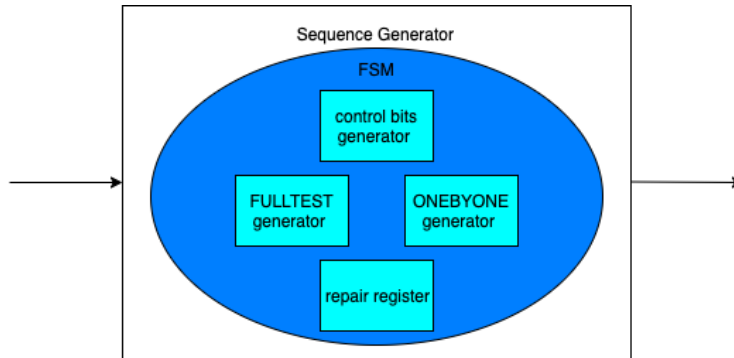 Sequence Generator
FSM
control bits
generator
FULLTEST
generator
ONEBYONE
generator
repair register